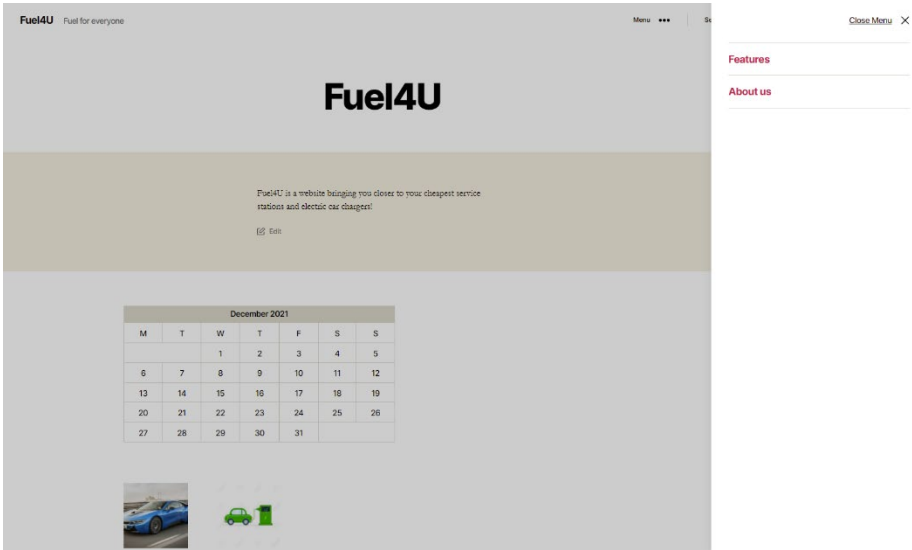 Fuel4U Fuel for everyone
Menu •••
Close Menu ✕
Features
About us
Fuel4U
Fuel4U is a website bringing you closer to your cheapest service
stations and electric car chargers!
Edit
December 2021
M T W T F S S
1 2 3 4 5
6 7 8 9 10 11 12
13 14 15 16 17 18 19
20 21 22 23 24 25 26
27 28 29 30 31